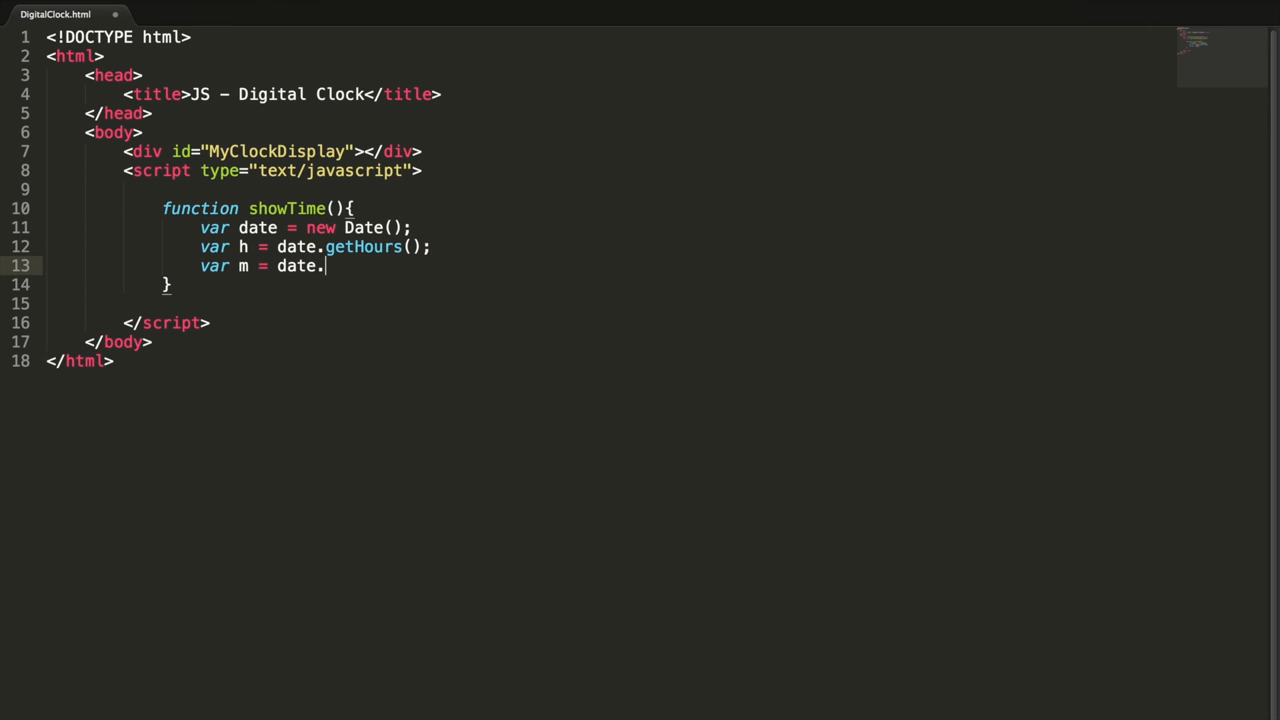 DigitalClock.html
1 <!DOCTYPE html>
2 <html>
3 <head>
4 <title>JS - Digital Clock</title>
5 </head>
6 <body>
7 <div id="MyClockDisplay"></div>
8 <script type="text/javascript">
9
10 function showTime(){
11 var date = new Date();
12 var h = date.getHours();
13 var m = date.
14 }
15
16 </script>
17 </body>
18 </html>